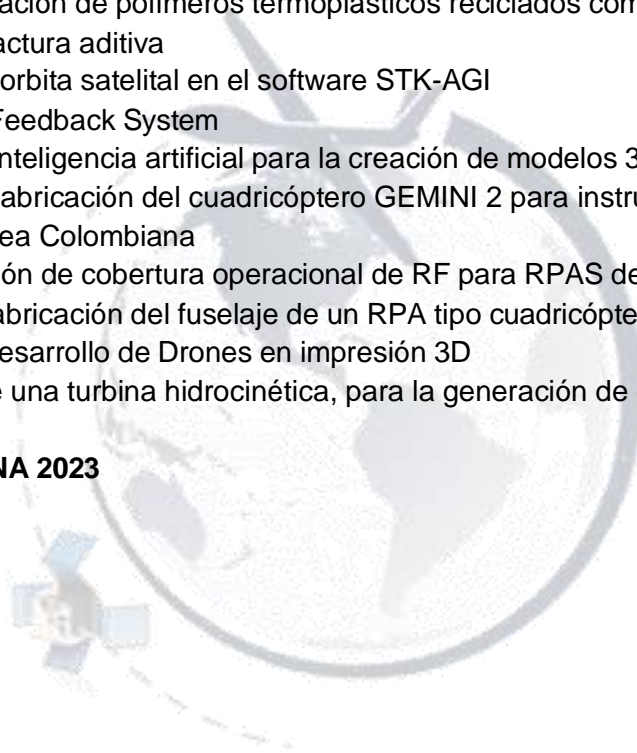 ación de polímeros termoplásticos reciclados com
actura aditiva
orbita satelital en el software STK-AGI
Feedback System
nteligencia artificial para la creación de modelos 3
abricación del cuadricóptero GEMINI 2 para instru
ea Colombiana
ón de cobertura operacional de RF para RPAS de
abricación del fuselaje de un RPA tipo cuadricópte
esarrollo de Drones en impresión 3D
e una turbina hidrocinética, para la generación de
NA 2023